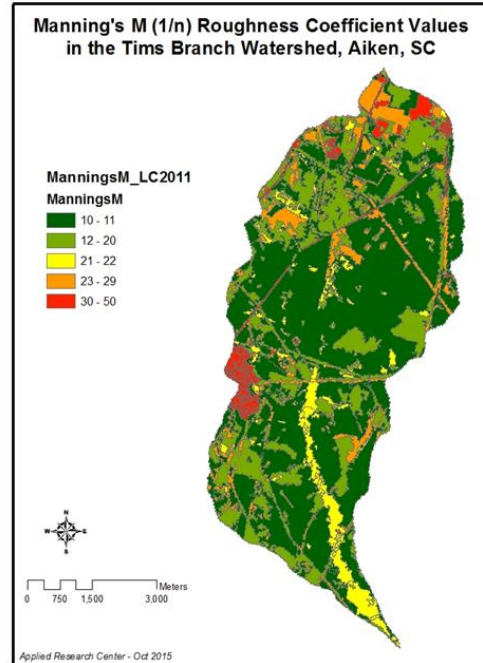 Manning's M (1/n) Roughness Coefficient Values
in the Tims Branch Watershed, Aiken, SC
ManningsM_LC2011
ManningsM
10 - 11
12 - 20
21 - 22
23 - 29
30 - 50
N
W E
S
Meters
0 750 1,500 3,000
Applied Research Center - Oct 2015